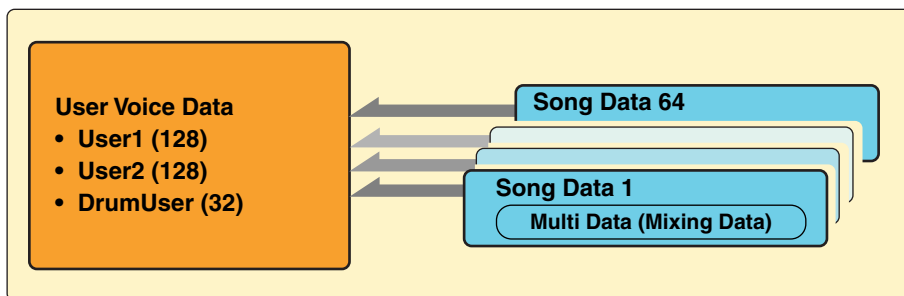 User Voice Data
• User1 (128)
• User2 (128)
• DrumUser (32)
Song Data 64
Song Data 1
Multi Data (Mixing Data)